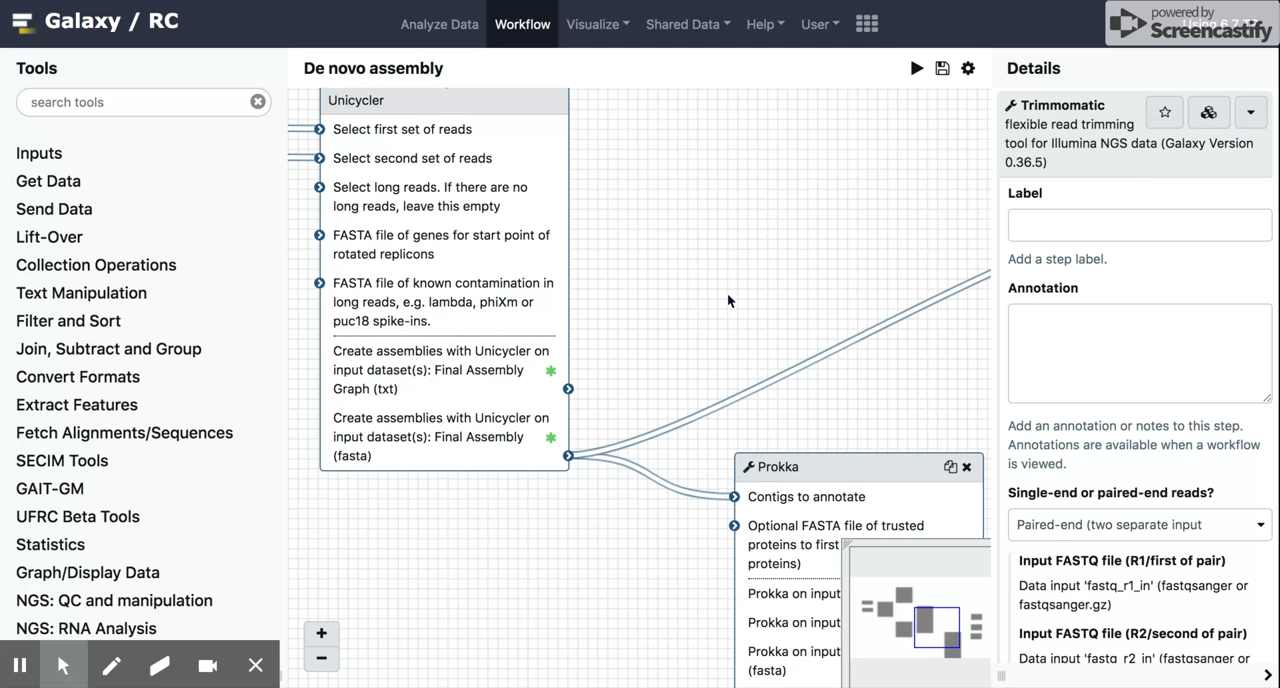 Galaxy / RC
Analyze Data
Workflow
Visualize
Shared Data
Help
User
powered by
Screencastify
Tools
search tools
Inputs
Get Data
Send Data
Lift-Over
Collection Operations
Text Manipulation
Filter and Sort
Join, Subtract and Group
Convert Formats
Extract Features
Fetch Alignments/Sequences
SECIM Tools
GAIT-GM
UFRC Beta Tools
Statistics
Graph/Display Data
NGS: QC and manipulation
NGS: RNA Analysis
De novo assembly
Unicycler
Select first set of reads
Select second set of reads
Select long reads. If there are no
long reads, leave this empty
FASTA file of genes for start point of
rotated replicons
FASTA file of known contamination in
long reads, e.g. lambda, phiXm or
puc18 spike-ins.
Create assemblies with Unicycler on
input dataset(s): Final Assembly
Graph (txt)
Create assemblies with Unicycler on
input dataset(s): Final Assembly
(fasta)
Prokka
Contigs to annotate
Optional FASTA file of trusted
proteins to first
proteins)
Prokka on input
Prokka on input
Prokka on input
(fasta)
Details
Trimmomatic
flexible read trimming
tool for Illumina NGS data (Galaxy Version
0.36.5)
Label
Add a step label.
Annotation
Add an annotation or notes to this step.
Annotations are available when a workflow
is viewed.
Single-end or paired-end reads?
Paired-end (two separate input
Input FASTQ file (R1/first of pair)
Data input 'fastq_r1_in' (fastqsanger or
fastqsanger.gz)
Input FASTQ file (R2/second of pair)
Data input 'fastq_r2_in' (fastqsanger or